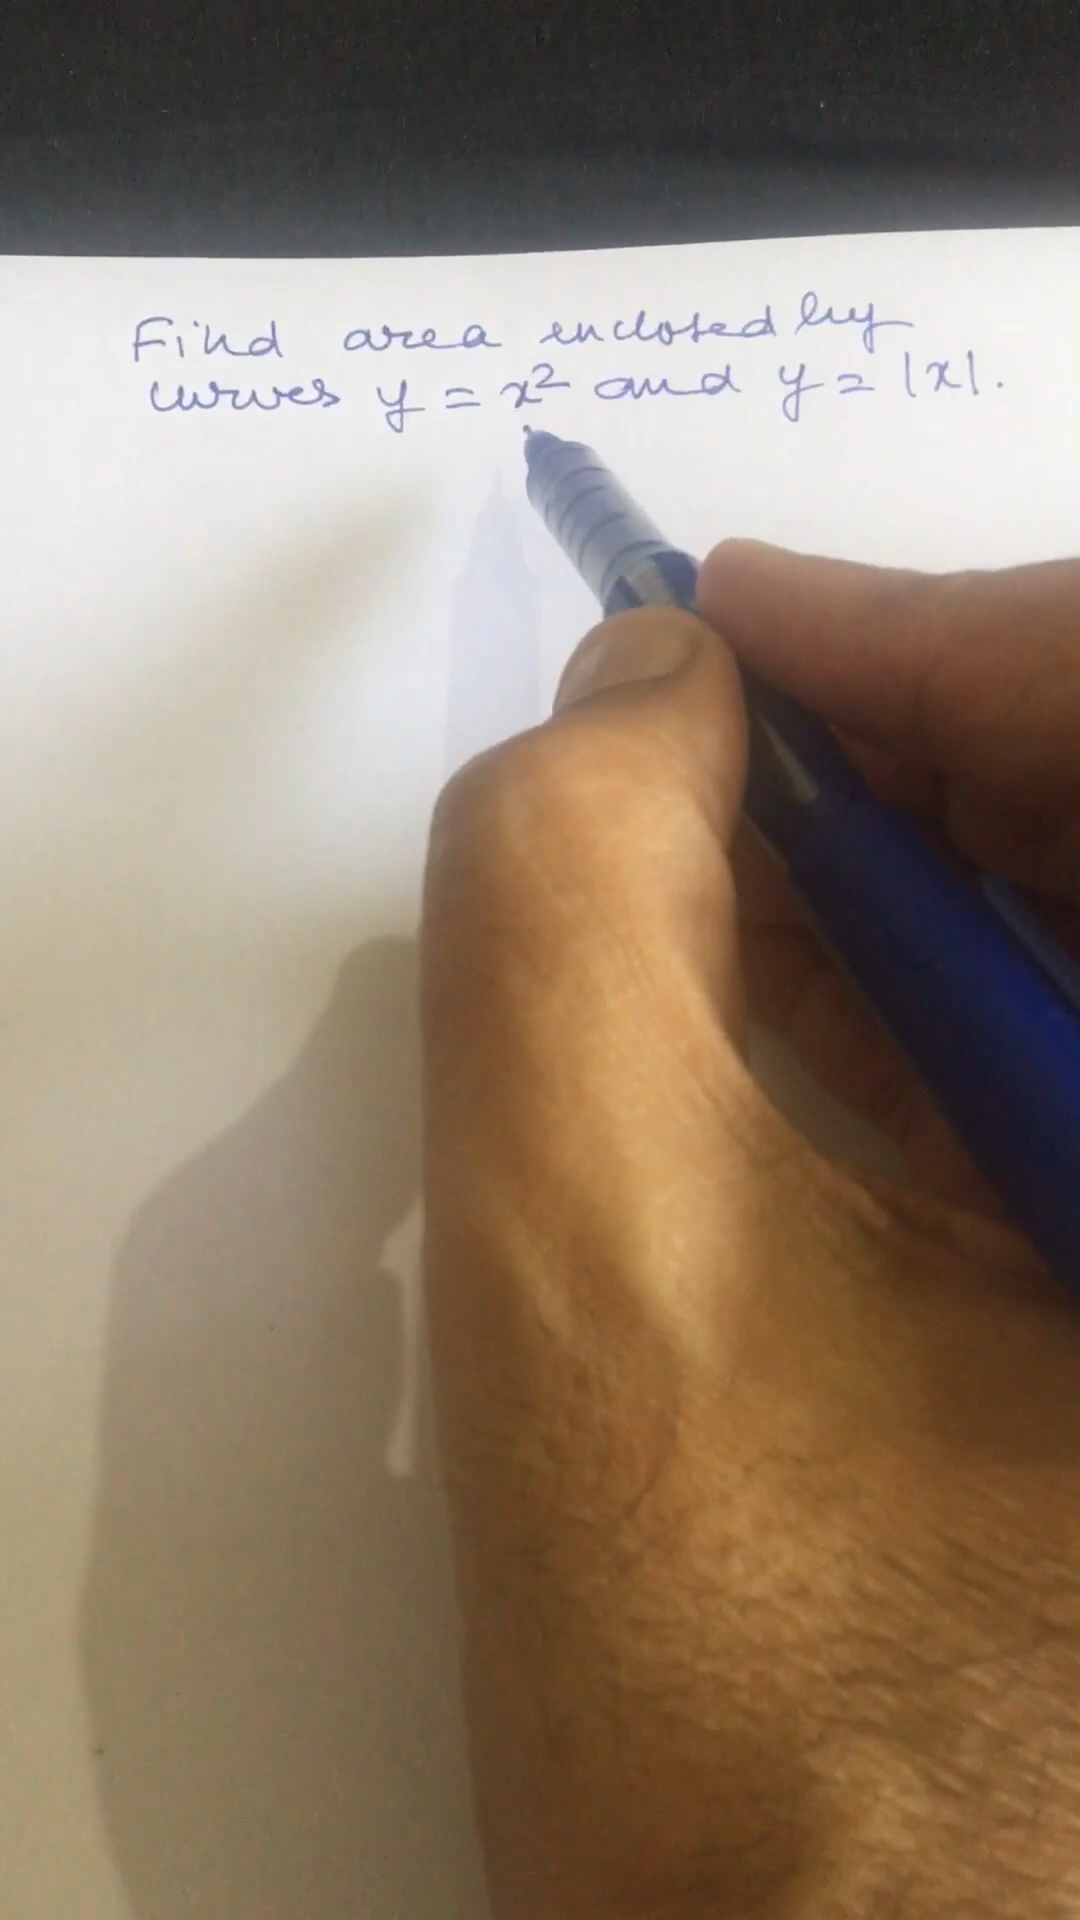 Find area enclosed by
curves y = x² and y = |x|.